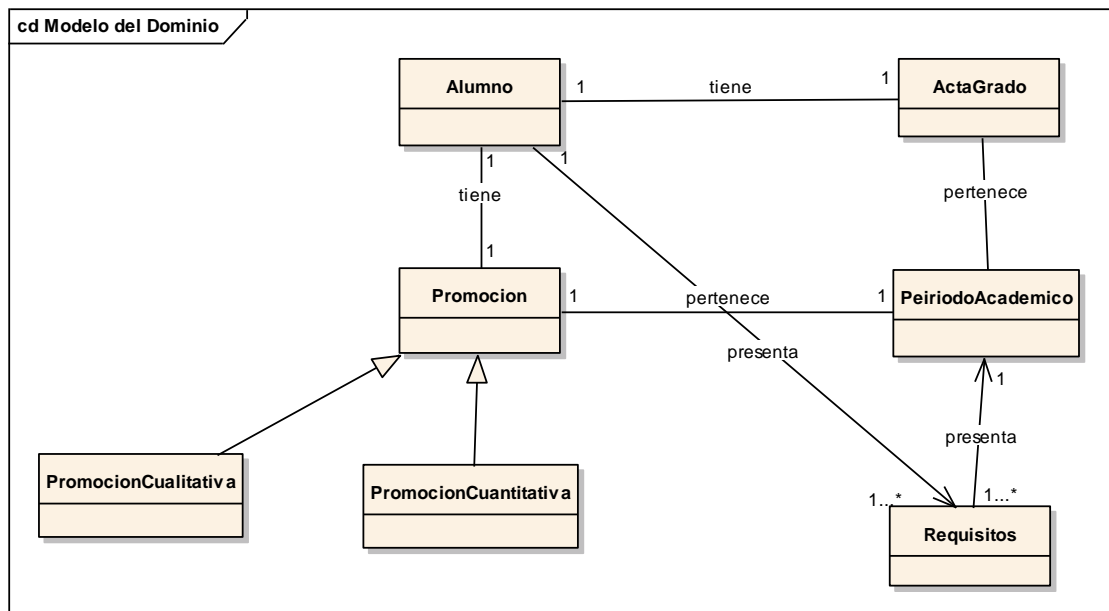 cd Modelo del Dominio
Alumno
1
tiene
1
ActaGrado
1
1
tiene
pertenece
1
Promocion
1
pertenece
1
PeiriodoAcademico
presenta
1
presenta
PromocionCualitativa
PromocionCuantitativa
1...*
1...*
Requisitos